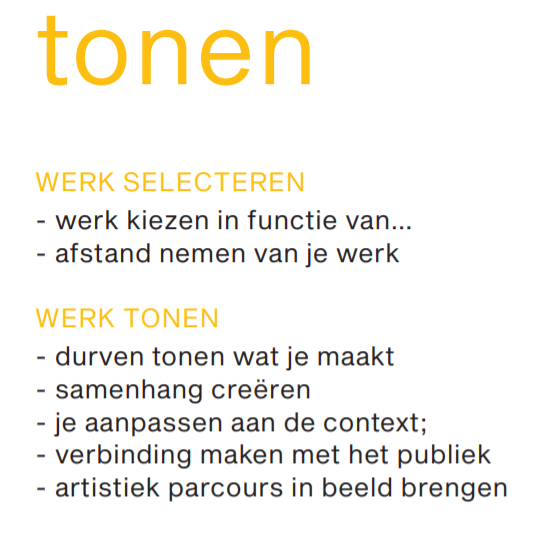 tonen
WERK SELECTEREN
- werk kiezen in functie van...
- afstand nemen van je werk
WERK TONEN
- durven tonen wat je maakt
- samenhang creëren
- je aanpassen aan de context;
- verbinding maken met het publiek
- artistiek parcours in beeld brengen